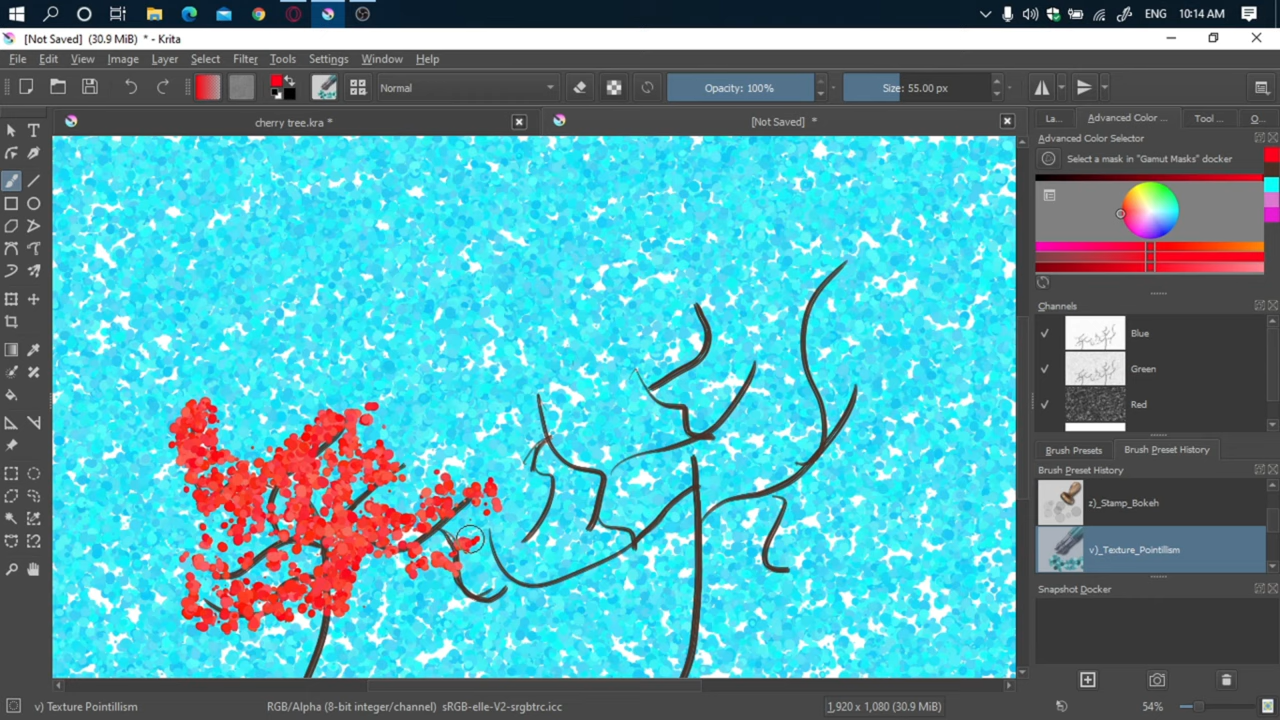 ENG 10:14 AM
[Not Saved] (30.9 MiB) * - Krita
File Edit View Image Layer Select Filter Tools Settings Window Help
Normal Opacity: 100% Size: 55.00 px
cherry tree.kra * [Not Saved] * La... Advanced Color ... Tool ... O...
Advanced Color Selector
Select a mask in "Gamut Masks" docker
Channels
Blue
Green
Red
Brush Presets Brush Preset History
Brush Preset History
z)_Stamp_Bokeh
v)_Texture_Pointillism
Snapshot Docker
v) Texture Pointillism RGB/Alpha (8-bit integer/channel) sRGB-elle-V2-srgbtrc.icc 1,920 x 1,080 (30.9 MiB) 54%